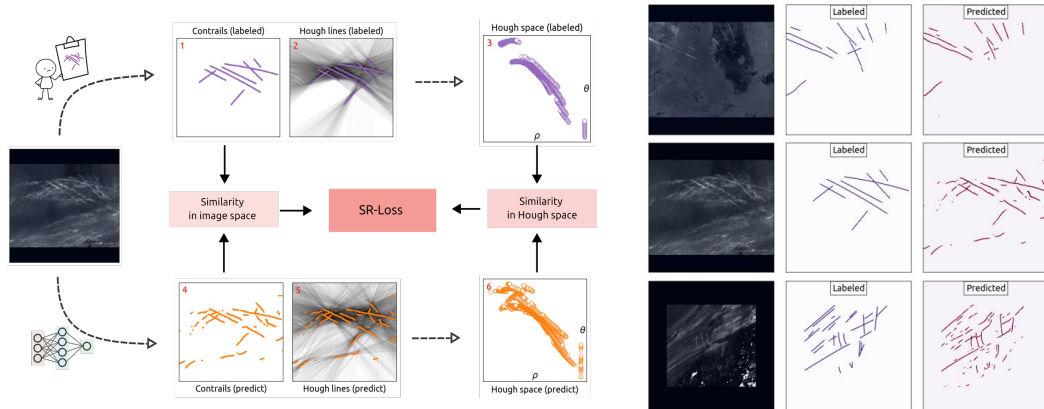 Contrails (labeled)
Hough lines (labeled)
Hough space (labeled)
1
2
3
θ
ρ
Similarity
in image space
SR-Loss
Similarity
in Hough space
4
5
6
θ
ρ
Contrails (predict)
Hough lines (predict)
Hough space (predict)
Labeled
Predicted
Labeled
Predicted
Labeled
Predicted